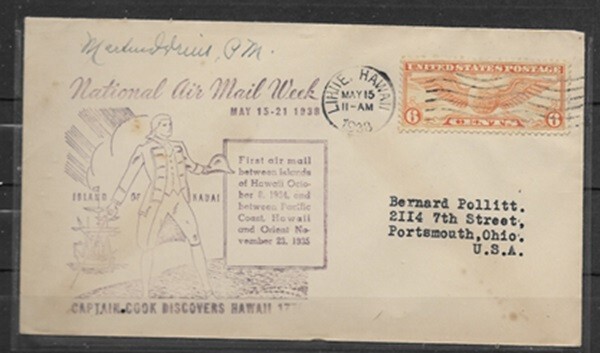 P.M.
National Air Mail Week
MAY 15-21 1938
LIHUE, HAWAII
MAY 15
11-AM
1938
UNITED STATES POSTAGE
6 CENTS 6
First air mail
between islands
of Hawaii Octo-
ber 8, 1934, and
between Pacific
Coast, Hawaii
and Orient No-
vember 23, 1935
ISLAND OF KAUAI
CAPTAIN COOK DISCOVERS HAWAII
Bernard Pollitt.
2114 7th Street,
Portsmouth,Ohio.
U.S.A.